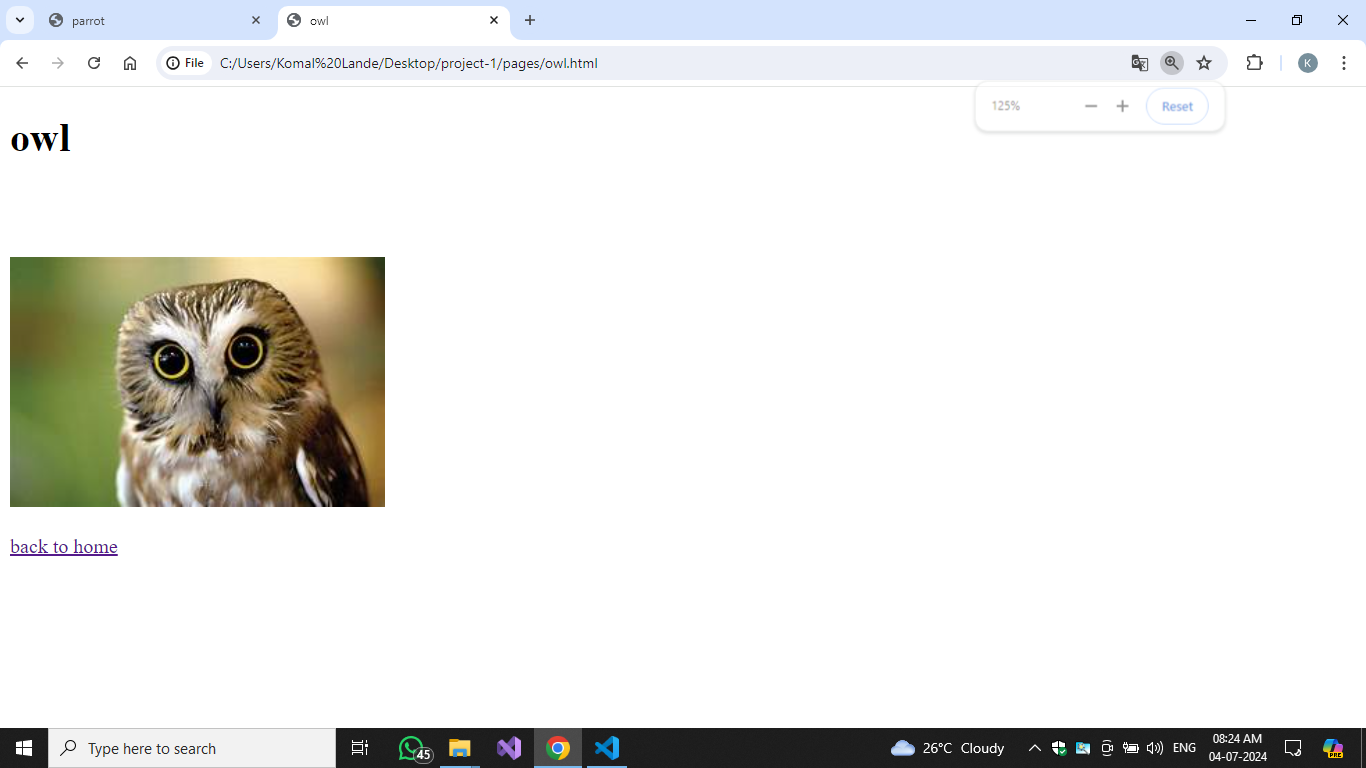 parrot
owl
File
C:/Users/Komal%20Lande/Desktop/project-1/pages/owl.html
K
125%
Reset
owl
back to home
Type here to search
45
26°C Cloudy
ENG
08:24 AM
04-07-2024
PRE